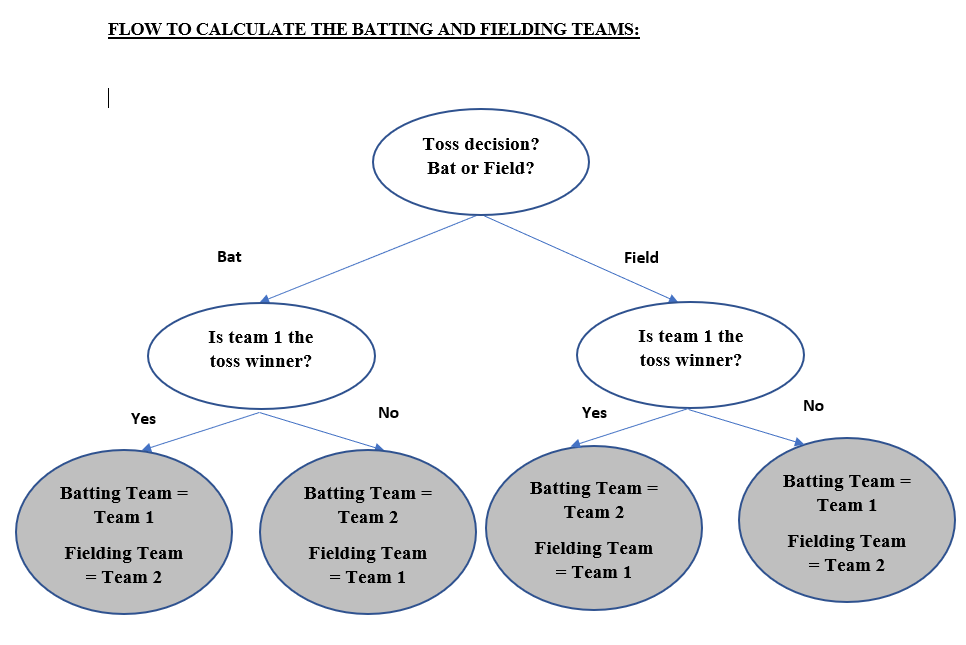 FLOW TO CALCULATE THE BATTING AND FIELDING TEAMS:
Toss decision?
Bat or Field?
Bat
Field
Is team 1 the
toss winner?
Is team 1 the
toss winner?
Yes
No
Yes
No
Batting Team =
Team 1
Fielding Team
= Team 2
Batting Team =
Team 2
Fielding Team
= Team 1
Batting Team =
Team 2
Fielding Team
= Team 1
Batting Team =
Team 1
Fielding Team
= Team 2